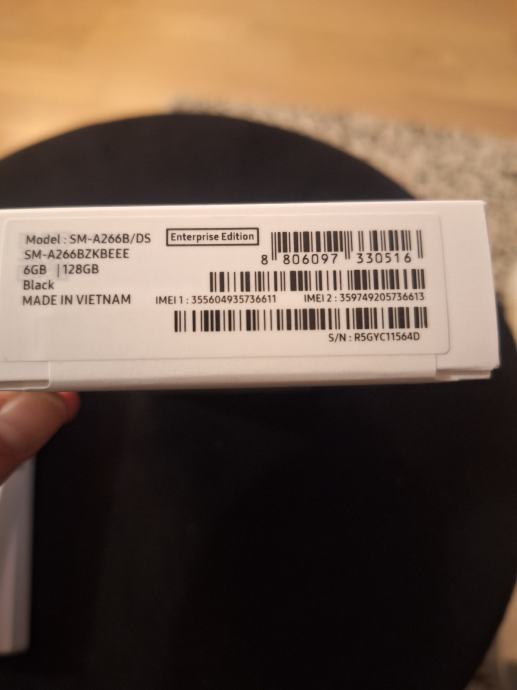 Model : SM-A266B/DS
Enterprise Edition
SM-A266BZKBEEE
6GB | 128GB
Black
MADE IN VIETNAM
8 806097 330516
IMEI 1 : 355604935736611
IMEI 2 : 359749205736613
S/N : R5GYC11564D